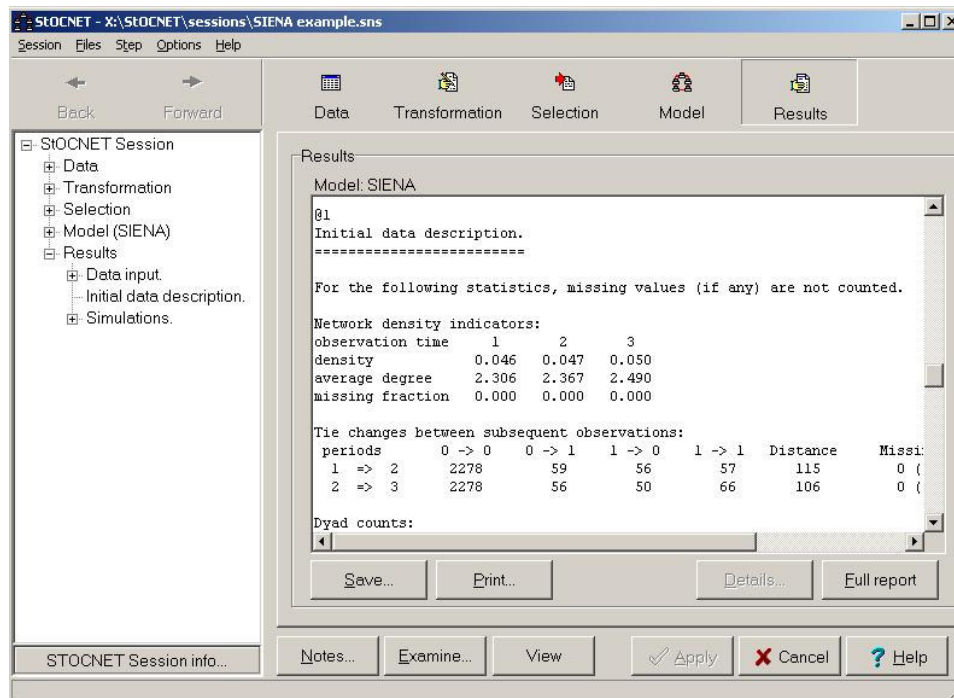 StOCNET - X:\StOCNET\sessions\SIENA example.sns
Session Files Step Options Help
Back Forward
Data Transformation Selection Model Results
StOCNET Session
Data
Transformation
Selection
Model (SIENA)
Results
Data input.
Initial data description.
Simulations.
STOCNET Session info...
Results
Model: SIENA
@1
Initial data description.
=========================
For the following statistics, missing values (if any) are not counted.
Network density indicators:
observation time 1 2 3
density 0.046 0.047 0.050
average degree 2.306 2.367 2.490
missing fraction 0.000 0.000 0.000
Tie changes between subsequent observations:
periods 0 -> 0 0 -> 1 1 -> 0 1 -> 1 Distance Missi
1 => 2 2278 59 56 57 115 0 (
2 => 3 2278 56 50 66 106 0 (
Dyad counts:
Save... Print... Details... Full report
Notes... Examine... View Apply Cancel Help